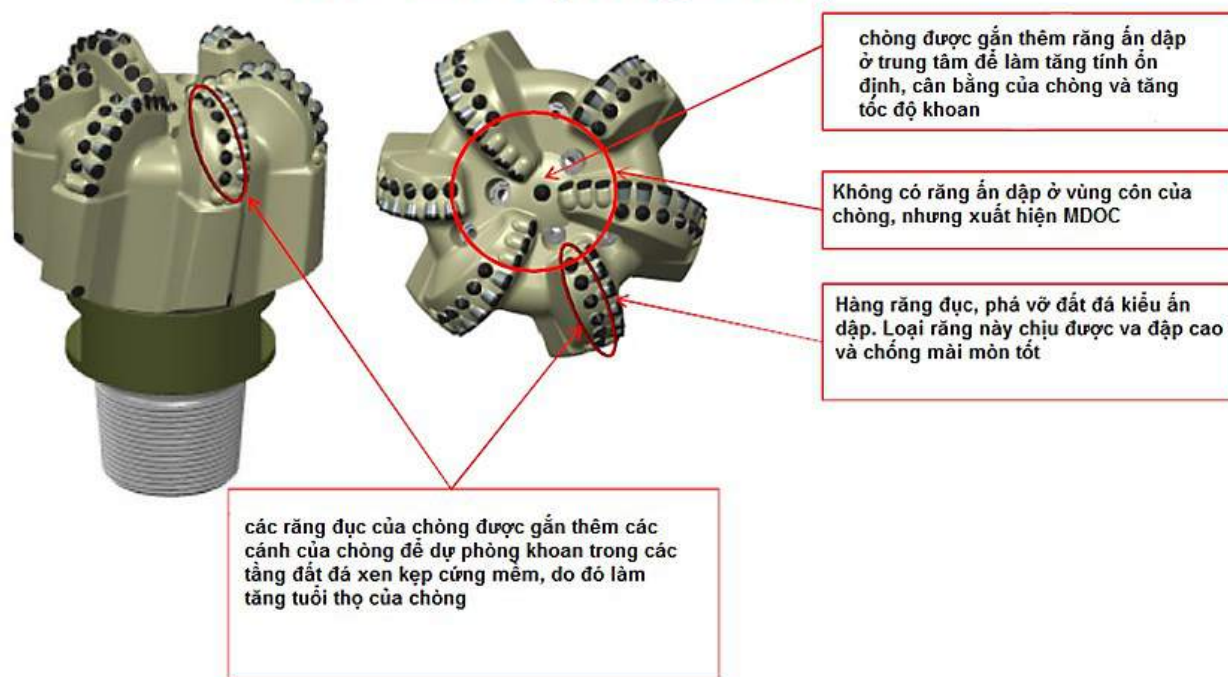 chòng được gắn thêm răng ấn dập
ở trung tâm để làm tăng tính ổn
định, cân bằng của chòng và tăng
tốc độ khoan
Không có răng ấn dập ở vùng côn của
chòng, nhưng xuất hiện MDOC
Hàng răng đục, phá vỡ đất đá kiểu ấn
dập. Loại răng này chịu được va đập cao
và chống mài mòn tốt
các răng đục của chòng được gắn thêm các
cánh của chòng để dự phòng khoan trong các
tầng đất đá xen kẹp cứng mềm, do đó làm
tăng tuổi thọ của chòng